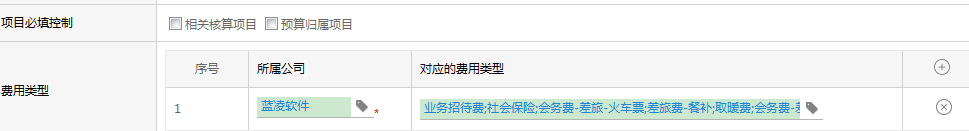 项目必填控制 相关核算项目 预算归属项目
费用类型
序号 所属公司 对应的费用类型
1 蓝凌软件 * 业务招待费;社会保险;会务费-差旅-火车票;差旅费-餐补;取暖费;会务费-